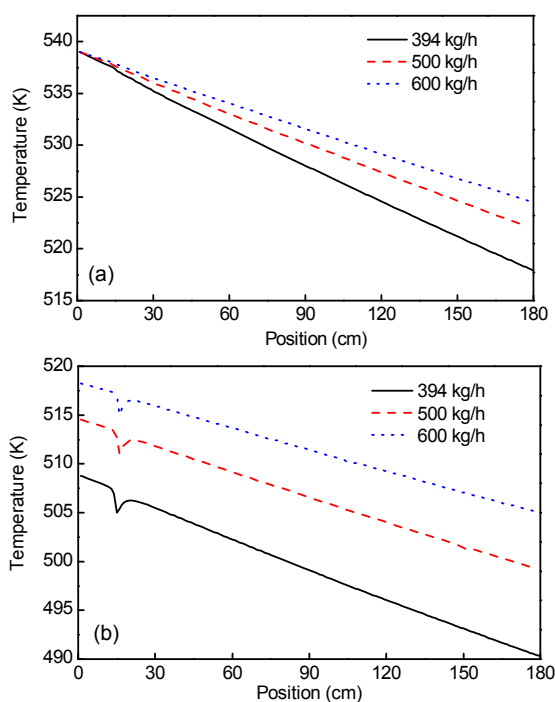 540
535
530
525
520
515
Temperature (K)
394 kg/h
500 kg/h
600 kg/h
(a)
0 30 60 90 120 150 180
Position (cm)
520
515
510
505
500
495
490
Temperature (K)
394 kg/h
500 kg/h
600 kg/h
(b)
0 30 60 90 120 150 180
Position (cm)